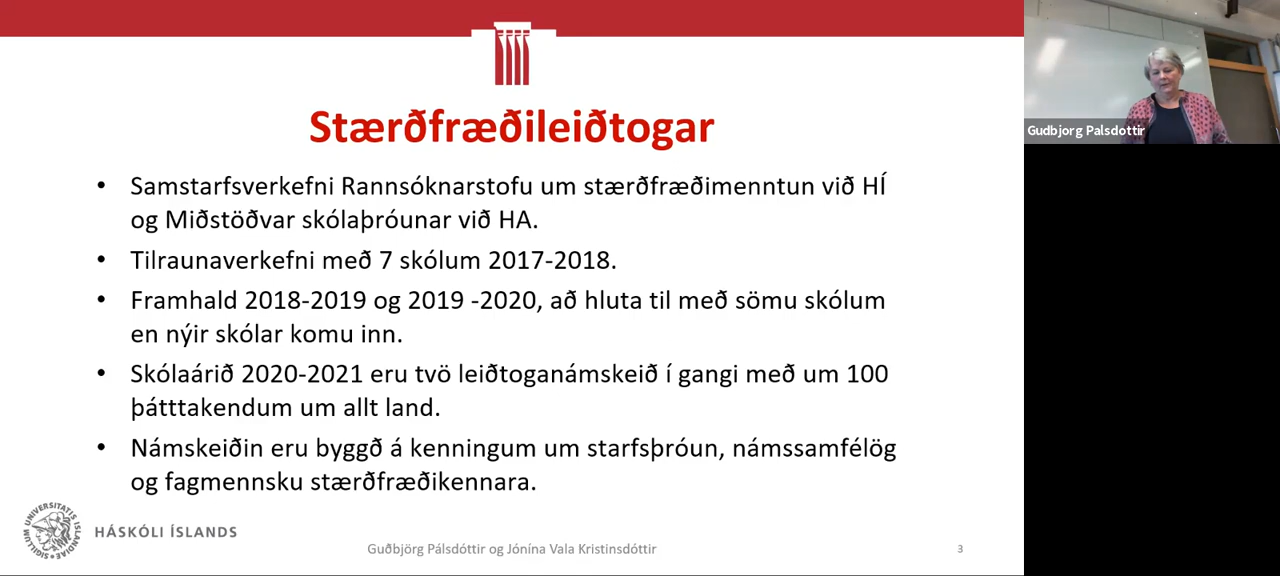 Stærðfræðileiðtogar
• Samstarfsverkefni Rannsóknarstofu um stærðfræðimenntun við HÍ
og Miðstöðvar skólaþróunar við HA.
• Tilraunaverkefni með 7 skólum 2017-2018.
• Framhald 2018-2019 og 2019 -2020, að hluta til með sömu skólum
en nýir skólar komu inn.
• Skólaárið 2020-2021 eru tvö leiðtoganámskeið í gangi með um 100
þátttakendum um allt land.
• Námskeiðin eru byggð á kenningum um starfsþróun, námssamfélög
og fagmennsku stærðfræðikennara.
SIGILLUM UNIVERSITATIS ISLANDIAE
HÁSKÓLI ÍSLANDS
Guðbjörg Pálsdóttir og Jónína Vala Kristinsdóttir
3
Gudbjorg Palsdottir